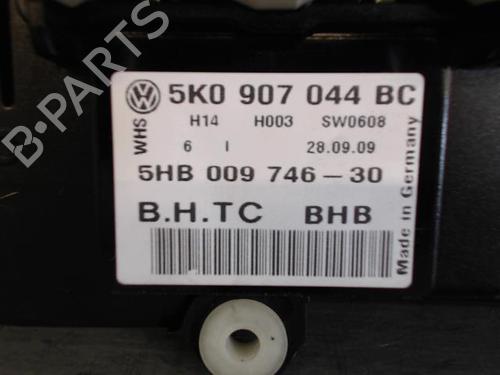 5K0 907 044 BC
H14 H003 SW0608
6 I 28.09.09
5HB 009 746-30
B.H.TC BHB
WHS
Made in Germany
B-PARTS
B-PARTS